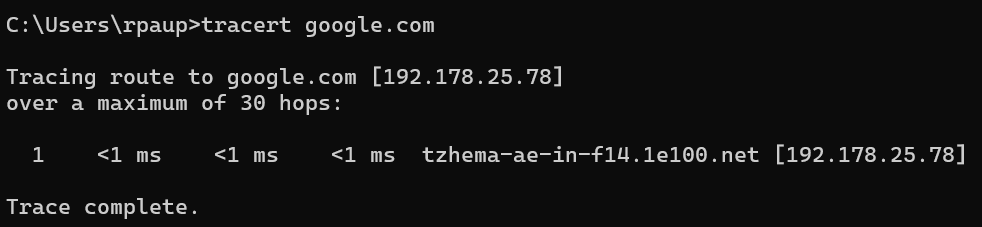 C:\Users\rpaup>tracert google.com
Tracing route to google.com [192.178.25.78]
over a maximum of 30 hops:
1 <1 ms <1 ms <1 ms tzhema-ae-in-f14.1e100.net [192.178.25.78]
Trace complete.